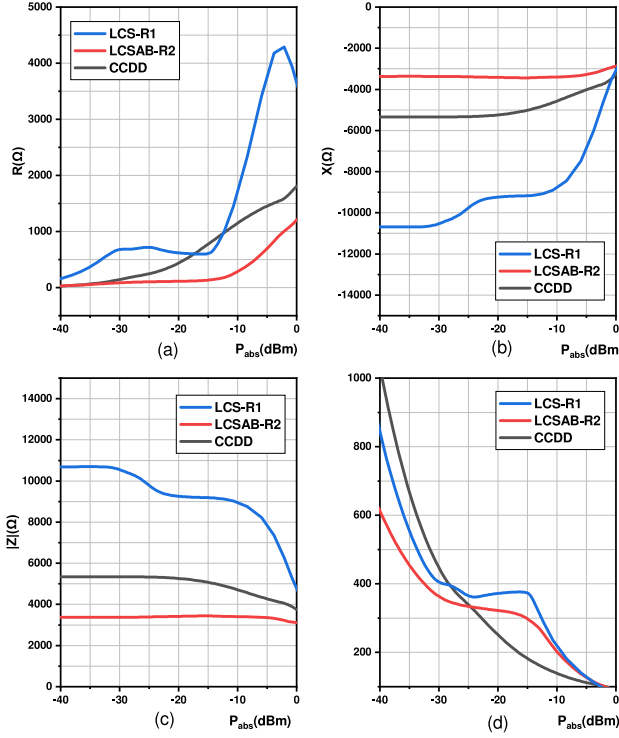 5000
4000
3000
2000
1000
0
R(Ω)
LCS-R1
LCSAB-R2
CCDD
-40
-30
-20
-10
0
(a)
Pabs(dBm)
0
-2000
-4000
-6000
-8000
-10000
-12000
-14000
X(Ω)
LCS-R1
LCSAB-R2
CCDD
-40
-30
-20
-10
0
(b)
Pabs(dBm
14000
12000
10000
8000
6000
4000
2000
0
|Z|(Ω)
LCS-R1
LCSAB-R2
CCDD
-40
-30
-20
-10
0
(c)
Pabs(dBm)
1000
800
600
400
200
LCS-R1
LCSAB-R2
CCDD
-40
-30
-20
-10
0
(d)
Pabs(dBm)